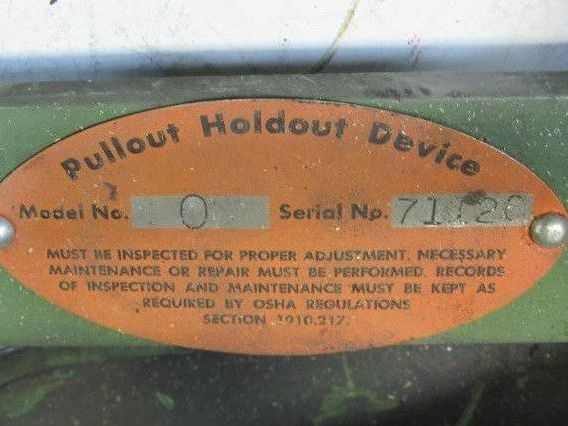 Pullout Holdout Device
Model No. O Serial No.
MUST BE INSPECTED FOR PROPER ADJUSTMENT. NECESSARY
MAINTENANCE OR REPAIR MUST BE PERFORMED. RECORDS
OF INSPECTION AND MAINTENANCE MUST BE KEPT AS
REQUIRED BY OSHA REGULATIONS
SECTION 1910.217.